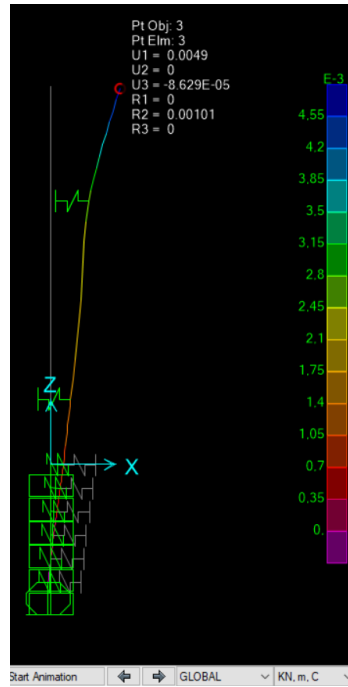 Pt Obj: 3
Pt Elm: 3
U1 = 0.0049
U2 = 0
U3 = -8.629E-05
R1 = 0
R2 = 0.00101
R3 = 0
C
E-3
4.55
4.2
3.85
3.5
3.15
2.8
2.45
2.1
1.75
1.4
1.05
0.7
0.35
0.
Z
X
Start Animation
GLOBAL
KN, m, C